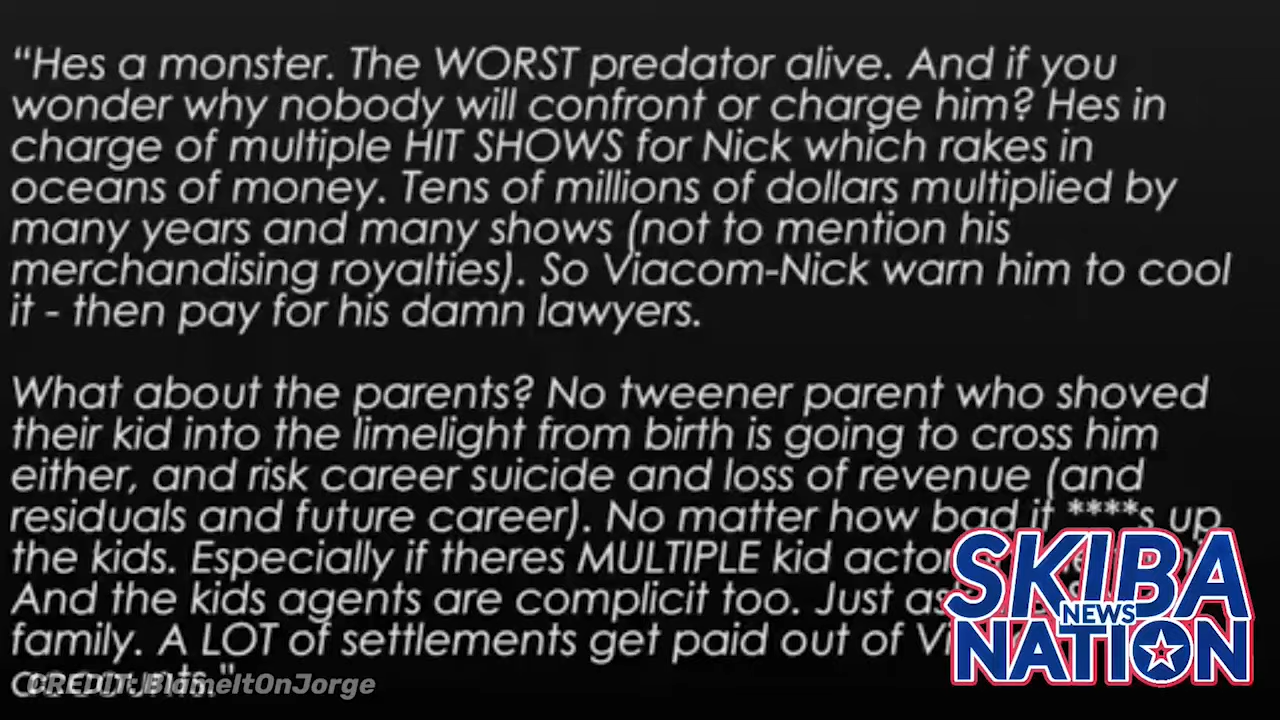 “Hes a monster. The WORST predator alive. And if you
wonder why nobody will confront or charge him? Hes in
charge of multiple HIT SHOWS for Nick which rakes in
oceans of money. Tens of millions of dollars multiplied by
many years and many shows (not to mention his
merchandising royalties). So Viacom-Nick warn him to cool
it - then pay for his damn lawyers.
What about the parents? No tweener parent who shoved
their kid into the limelight from birth is going to cross him
either, and risk career suicide and loss of revenue (and
residuals and future career). No matter how bad it ****s up
the kids. Especially if theres MULTIPLE kid
And the kids agents are complicit too. Just
family. A LOT of settlements get paid out of
accounts."
CREDIT: BlameItOnJorge
SKIBA
NEWS
NATION